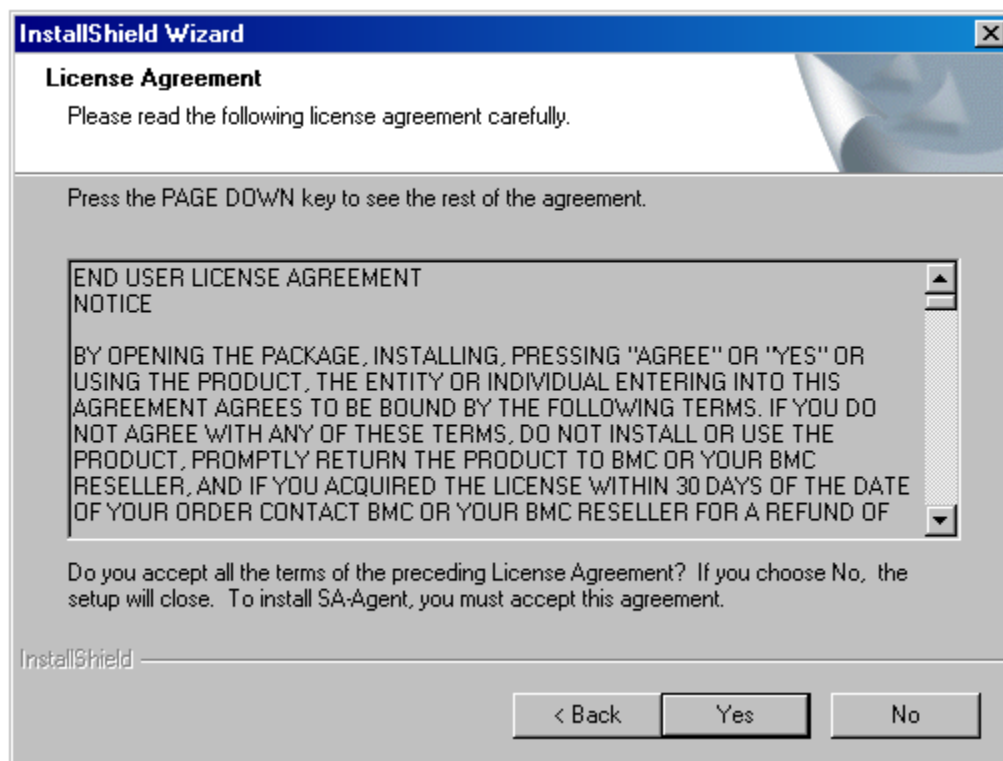 InstallShield Wizard
License Agreement
Please read the following license agreement carefully.
Press the PAGE DOWN key to see the rest of the agreement.
END USER LICENSE AGREEMENT
NOTICE
BY OPENING THE PACKAGE, INSTALLING, PRESSING "AGREE" OR "YES" OR
USING THE PRODUCT, THE ENTITY OR INDIVIDUAL ENTERING INTO THIS
AGREEMENT AGREES TO BE BOUND BY THE FOLLOWING TERMS. IF YOU DO
NOT AGREE WITH ANY OF THESE TERMS, DO NOT INSTALL OR USE THE
PRODUCT, PROMPTLY RETURN THE PRODUCT TO BMC OR YOUR BMC
RESELLER, AND IF YOU ACQUIRED THE LICENSE WITHIN 30 DAYS OF THE DATE
OF YOUR ORDER CONTACT BMC OR YOUR BMC RESELLER FOR A REFUND OF
Do you accept all the terms of the preceding License Agreement?  If you choose No,  the
setup will close.  To install SA-Agent, you must accept this agreement.
InstallShield
< Back
Yes
No